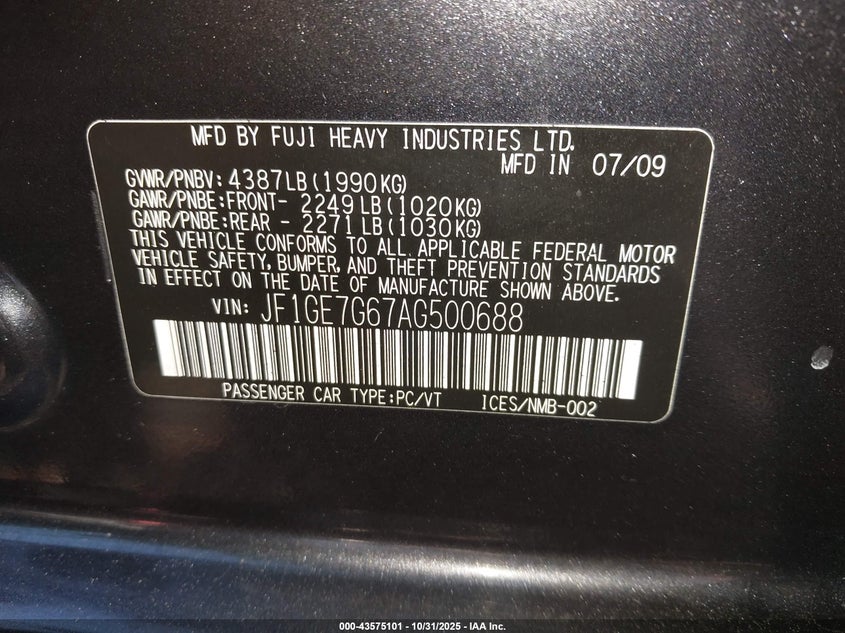 MFD BY FUJI HEAVY INDUSTRIES LTD.
MFD IN 07/09
GVWR/PNBV: 4387LB(1990KG)
GAWR/PNBE:FRONT- 2249LB(1020KG)
GAWR/PNBE:REAR - 2271LB(1030KG)
THIS VEHICLE CONFORMS TO ALL APPLICABLE FEDERAL MOTOR
VEHICLE SAFETY, BUMPER, AND THEFT PREVENTION STANDARDS
IN EFFECT ON THE DATE OF MANUFACTURE SHOWN ABOVE.
VIN: JF1GE7G67AG500688
PASSENGER CAR TYPE:PC/VT ICES/NMB-002
000-43575101 - 10/31/2025 - IAA Inc.